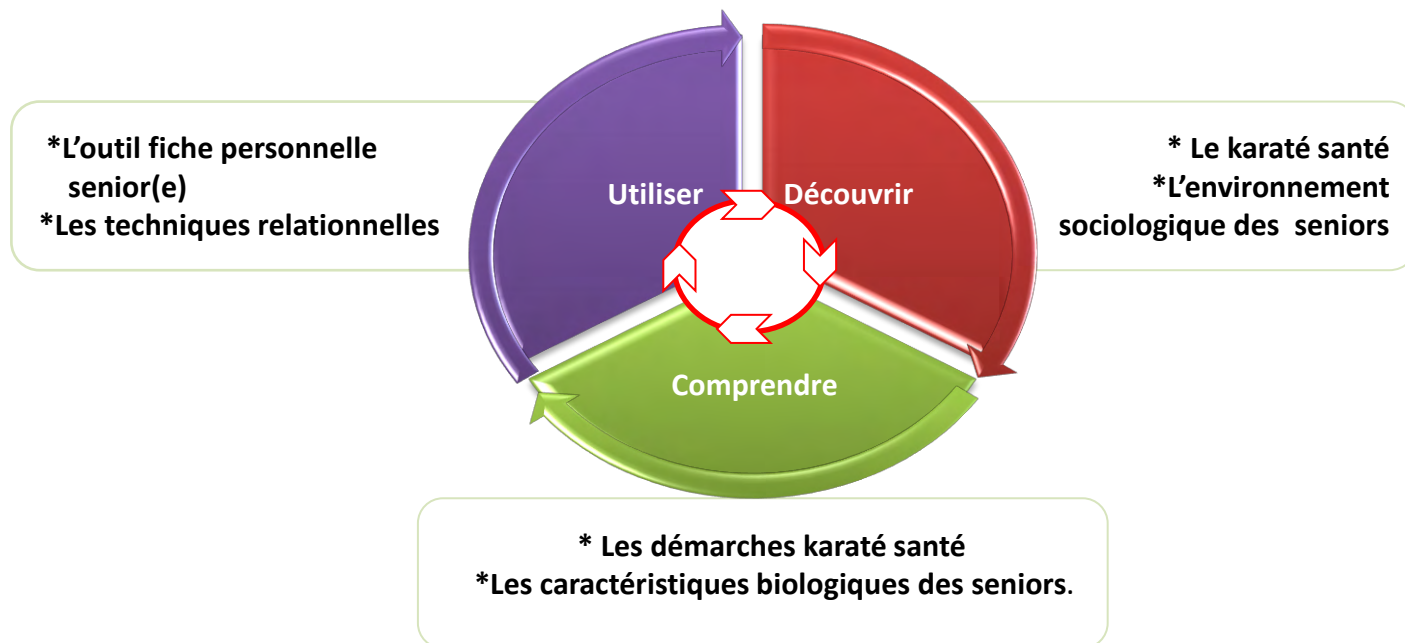 *L’outil fiche personnelle
senior(e)
*Les techniques relationnelles
Utiliser
Découvrir
* Le karaté santé
*L’environnement
sociologique des  seniors
Comprendre
* Les démarches karaté santé
*Les caractéristiques biologiques des seniors.